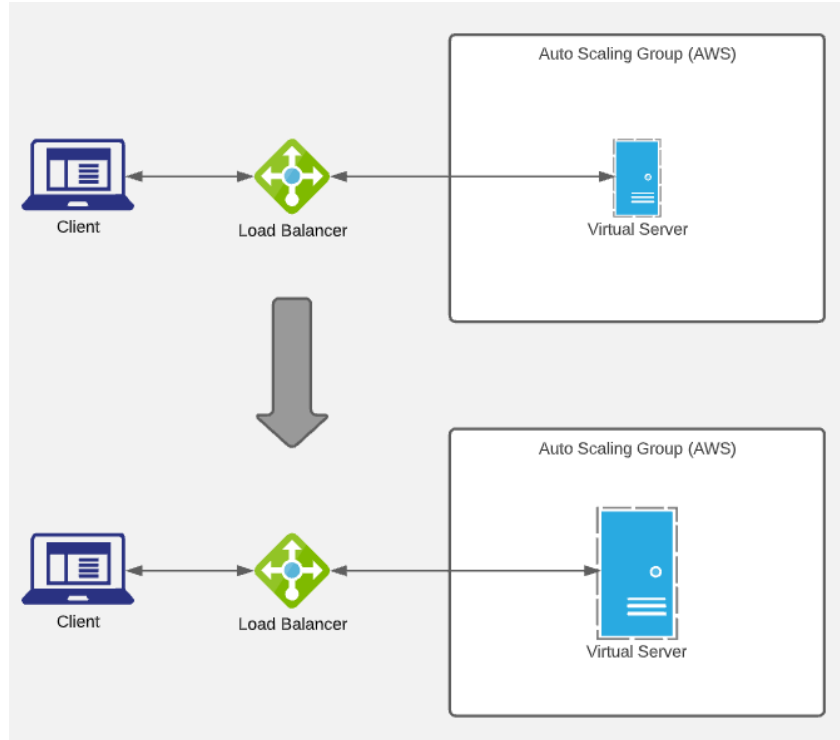 Auto Scaling Group (AWS)
Client
Load Balancer
Virtual Server
Auto Scaling Group (AWS)
Client
Load Balancer
Virtual Server